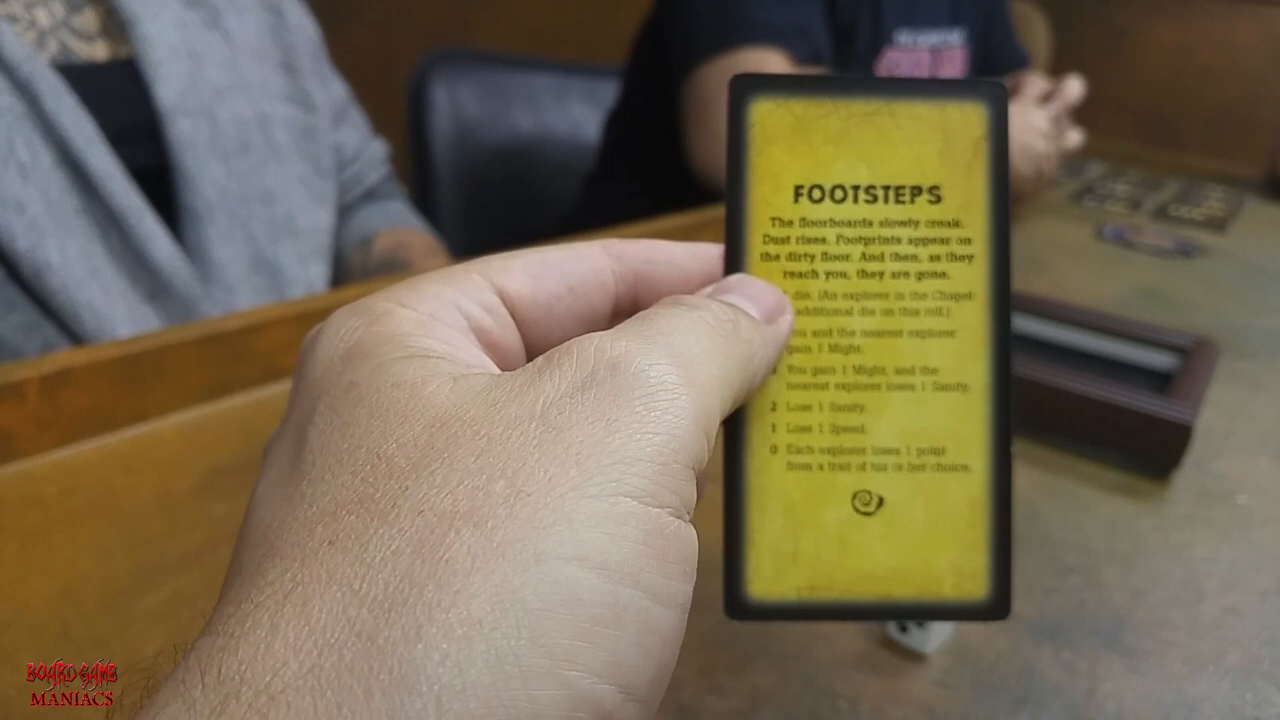 FOOTSTEPS
The floorboards slowly creak.
Dust rises. Footprints appear on
the dirty floor. And then, as they
reach you, they are gone.
die. (An explorer in the Chapel
additional die on this roll.)
and the nearest explorer
gain 1 Might.
You gain 1 Might, and the
nearest explorer loses 1 Sanity.
2 Lose 1 Sanity.
1 Lose 1 Speed.
0 Each explorer loses 1 point
from a trait of his or her choice.
BOARD GAME
MANIACS